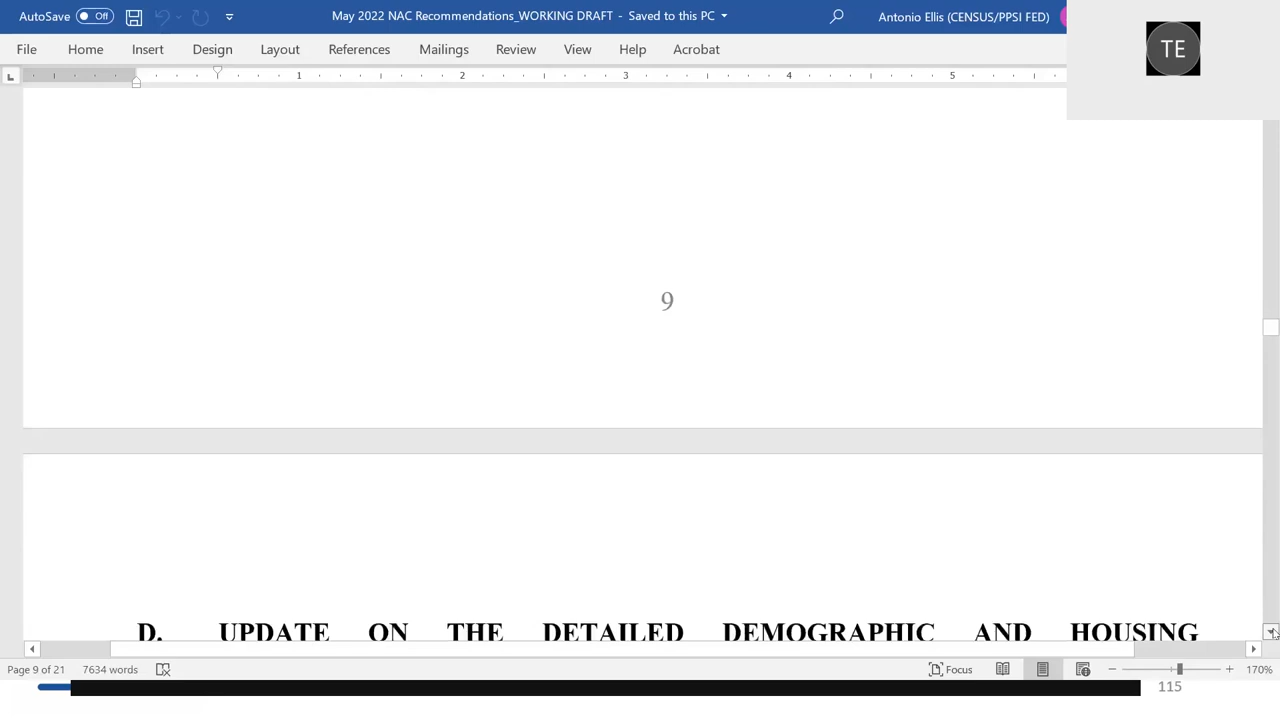 AutoSave Off May 2022 NAC Recommendations_WORKING DRAFT - Saved to this PC Antonio Ellis (CENSUS/PPSI FED)
TE
File Home Insert Design Layout References Mailings Review View Help Acrobat
1 2 3 4 5
9
D. UPDATE ON THE DETAILED DEMOGRAPHIC AND HOUSING
Page 9 of 21 7634 words Focus 170%
115